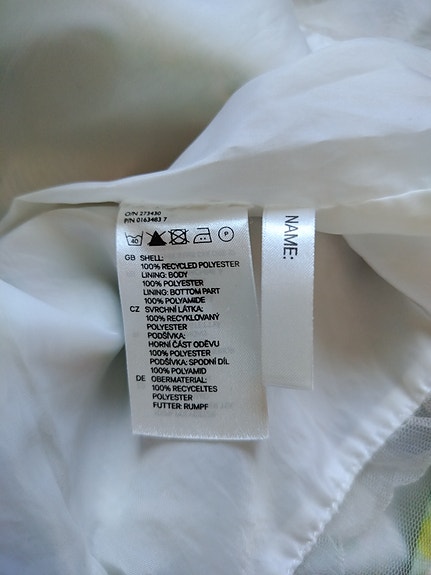 O/N 273430
P/N 0163483 7
40 P
GB SHELL:
100% RECYCLED POLYESTER
LINING: BODY
100% POLYESTER
LINING: BOTTOM PART
100% POLYAMIDE
CZ SVRCHNÍ LÁTKA:
100% RECYKLOVANÝ
POLYESTER
PODŠÍVKA:
HORNÍ ČÁST ODĚVU
100% POLYESTER
PODŠÍVKA: SPODNÍ DÍL
100% POLYAMID
DE OBERMATERIAL:
100% RECYCELTES
POLYESTER
FUTTER: RUMPF
NAME: